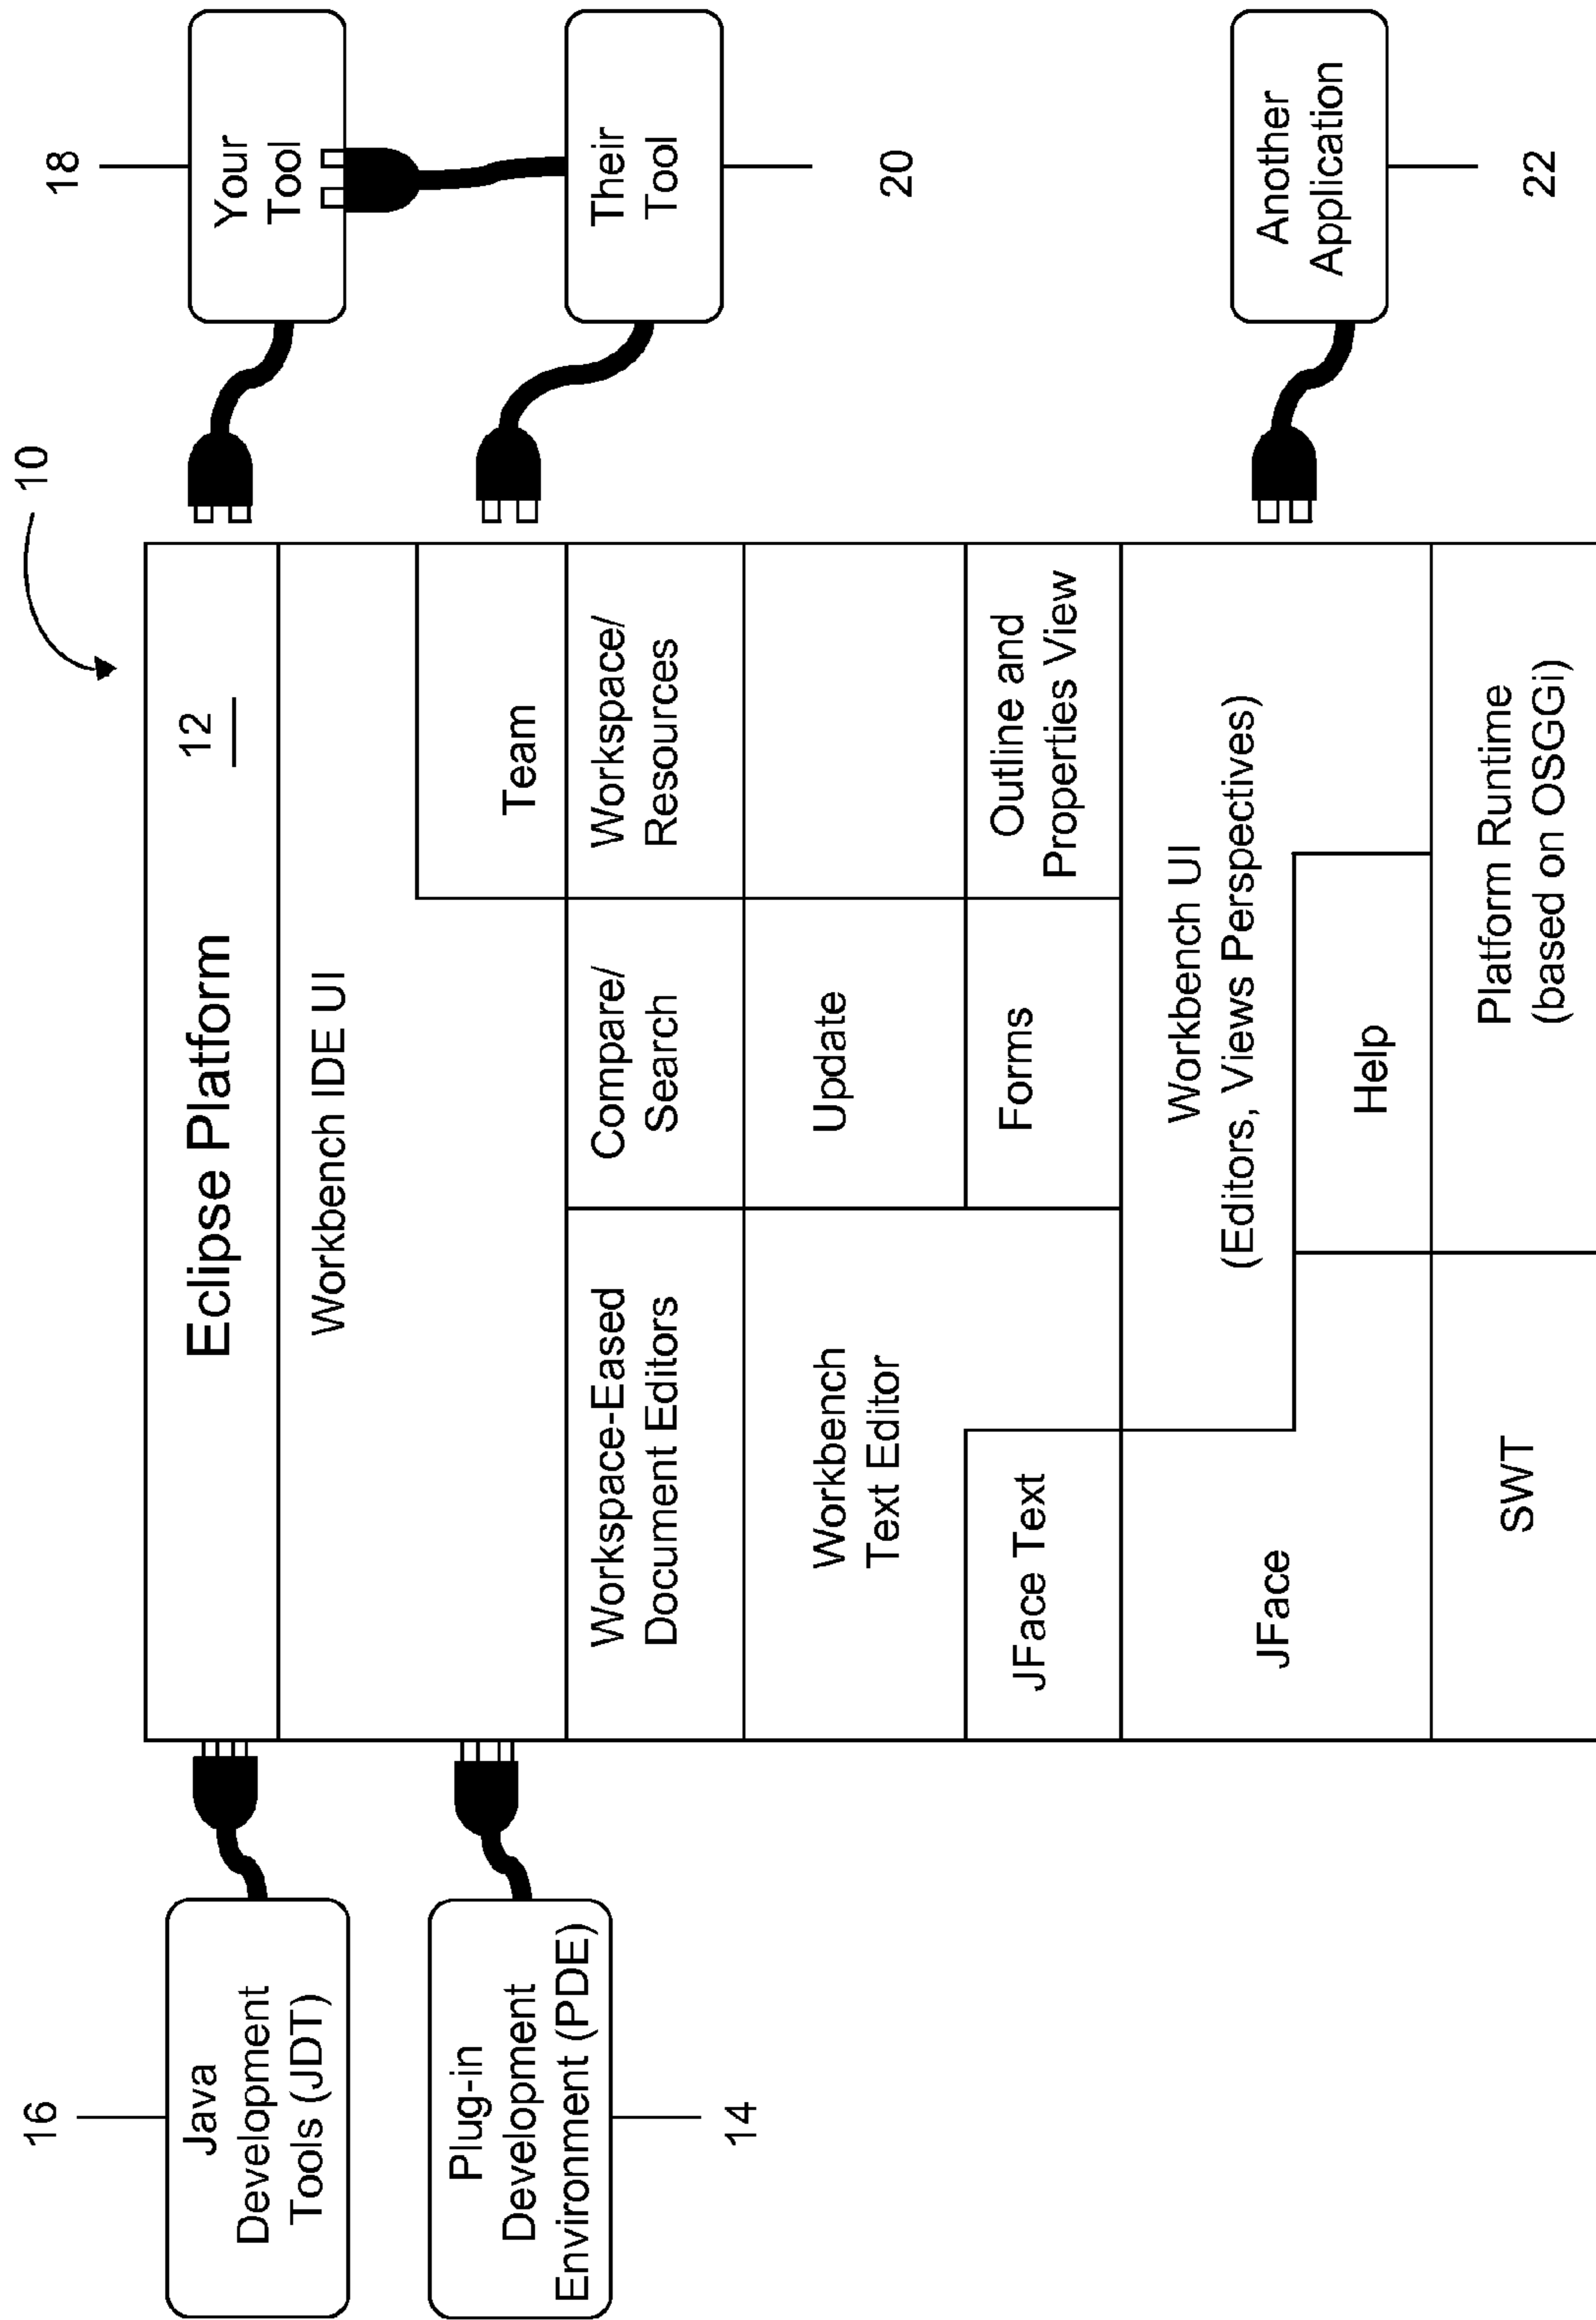 10
16
Java
Development
Tools (JDT)
Plug-in
Development
Environment (PDE)
14
Eclipse Platform
12
Workbench IDE UI
Team
Workspace-Eased
Document Editors
Compare/
Search
Workspace/
Resources
Workbench
Text Editor
Update
JFace Text
Forms
Outline and
Properties View
JFace
Workbench UI
(Editors, Views Perspectives)
Help
SWT
Platform Runtime
(based on OSGGi)
18
Your
Tool
Their
Tool
20
Another
Application
22